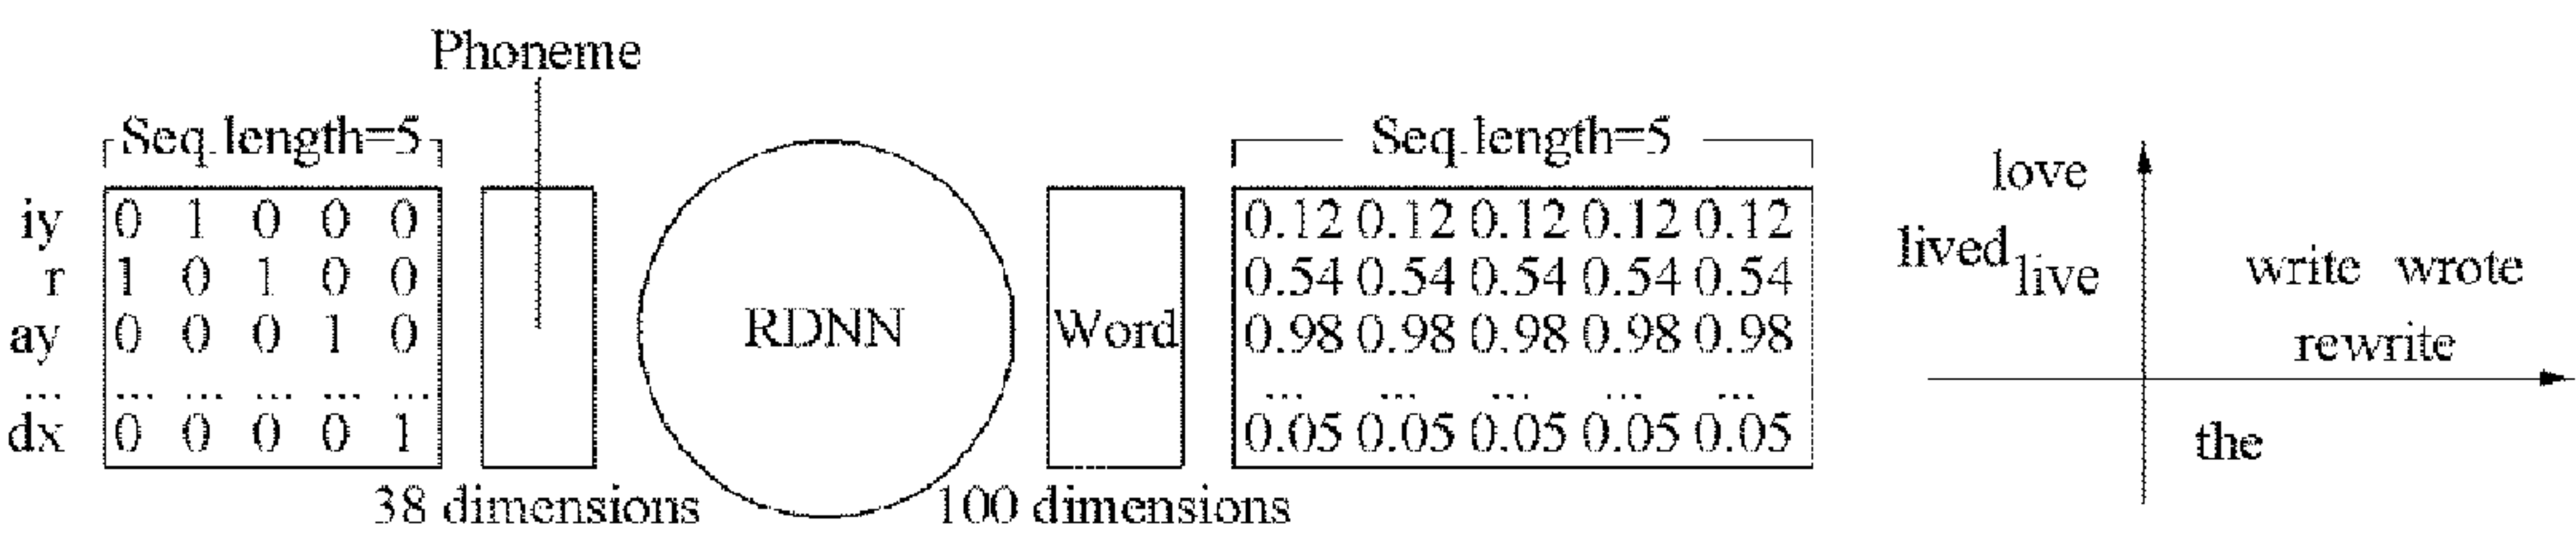 Phoneme
Seq.length=5
iy 0 1 0 0 0
r 1 0 1 0 0
ay 0 0 0 1 0
... ... ... ... ... ...
dx 0 0 0 0 1
38 dimensions
RDNN
Word
100 dimensions
Seq.length=5
0.12 0.12 0.12 0.12 0.12
0.54 0.54 0.54 0.54 0.54
0.98 0.98 0.98 0.98 0.98
... ... ... ... ...
0.05 0.05 0.05 0.05 0.05
love
lived live
write wrote
rewrite
the